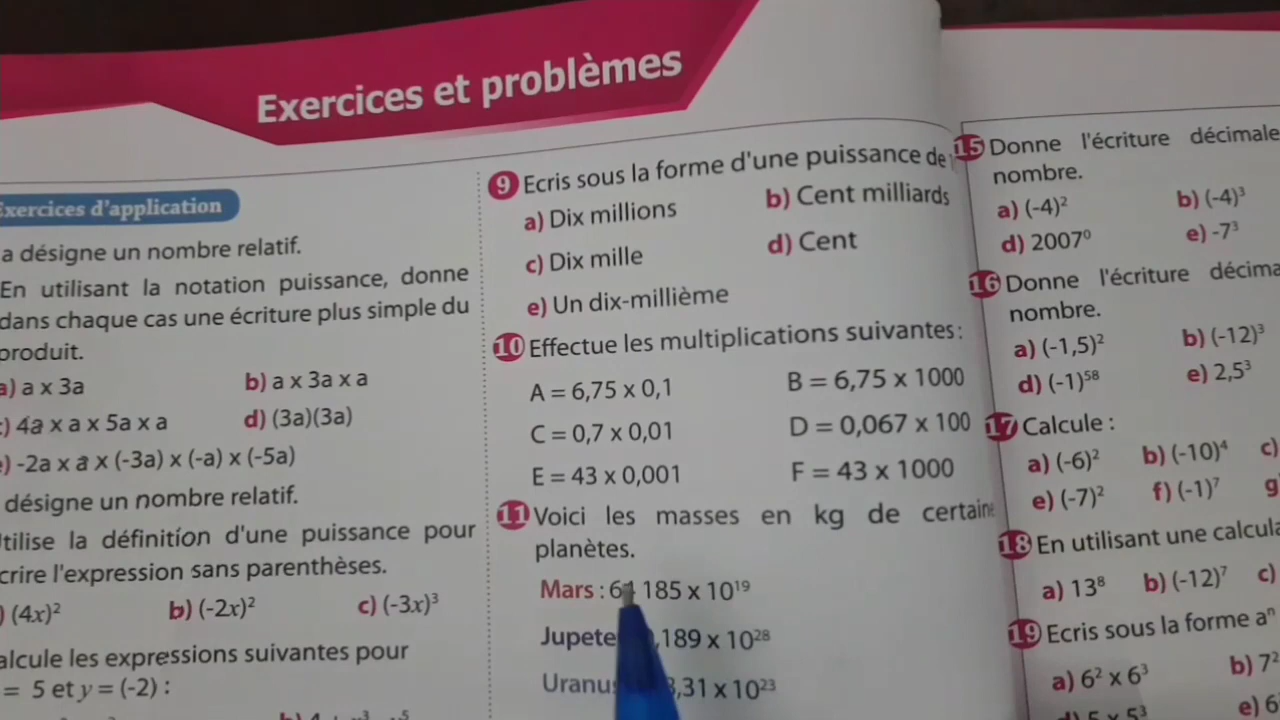 Exercices et problèmes
Exercices d'application
a désigne un nombre relatif.
En utilisant la notation puissance, donne
dans chaque cas une écriture plus simple du
produit.
a) a x 3a
b) a x 3a x a
c) 4a x a x 5a x a
d) (3a)(3a)
e) -2a x a x (-3a) x (-a) x (-5a)
désigne un nombre relatif.
Utilise la définition d'une puissance pour
écrire l'expression sans parenthèses.
(4x)²
b) (-2x)²
c) (-3x)³
calcule les expressions suivantes pour
= 5 et y = (-2) :
9 Ecris sous la forme d'une puissance de
a) Dix millions
b) Cent milliards
c) Dix mille
d) Cent
e) Un dix-millième
10 Effectue les multiplications suivantes :
A = 6,75 x 0,1
B = 6,75 x 1000
C = 0,7 x 0,01
D = 0,067 x 100
E = 43 x 0,001
F = 43 x 1000
11 Voici les masses en kg de
planètes.
Mars : 185 x 10¹⁹
,189 x 10²⁸
,31 x 10²³
15 Donne l'écriture décimale
nombre.
a) (-4)²
b) (-4)³
d) 2007⁰
e) -7³
16 Donne l'écriture
nombre.
a) (-1,5)²
b) (-12)³
d) (-1)⁵⁸
e) 2,5³
17 Calcule :
a) (-6)²
b) (-10)⁴
c)
e) (-7)²
f) (-1)⁷
g
18 En utilisant une
a) 13⁸
b) (-12)⁷
c)
19 Ecris sous la forme aⁿ
a) 6² x 6³
b) 7²
x 5³
e) 6